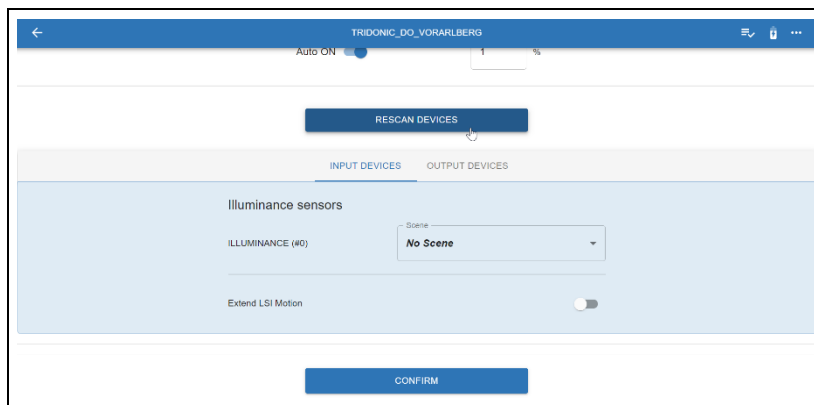 TRIDONIC_DO_VORARLBERG
Auto ON 1 %
RESCAN DEVICES
INPUT DEVICES OUTPUT DEVICES
Illuminance sensors
Scene
ILLUMINANCE (#0) No Scene
Extend LSI Motion
CONFIRM